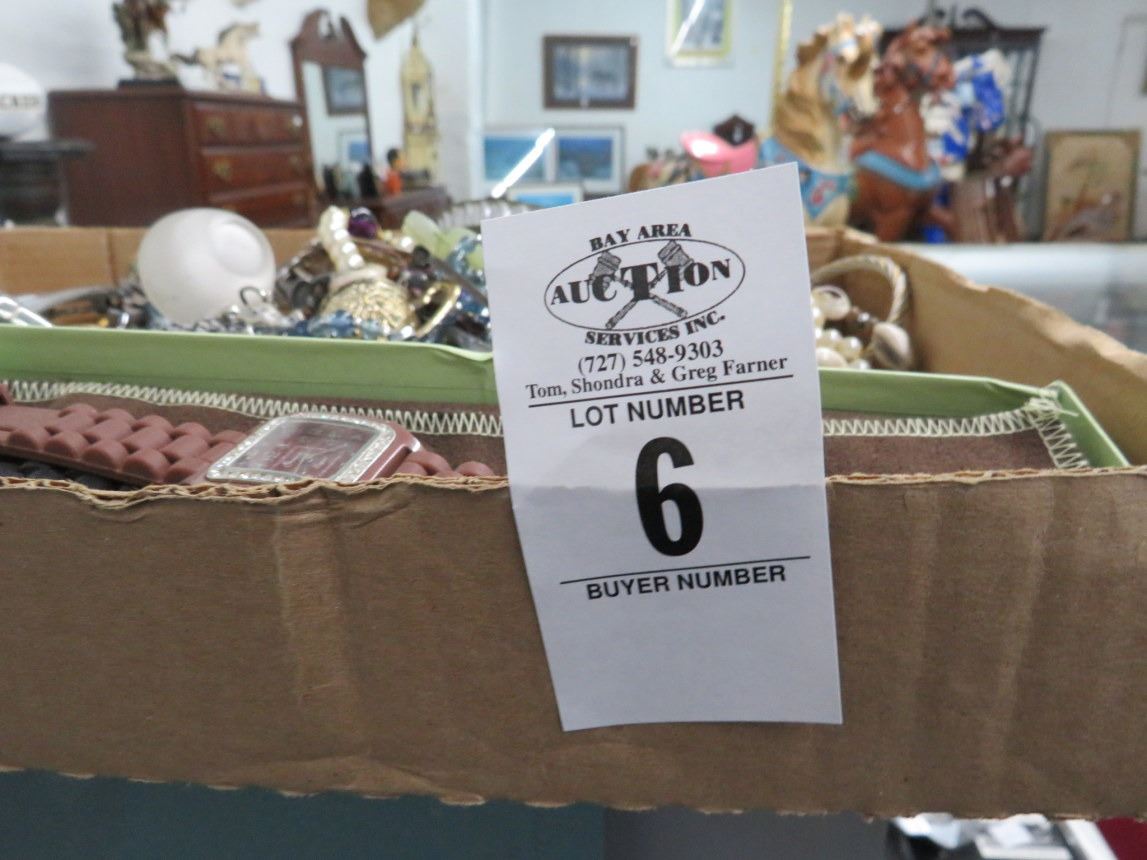 BAY AREA
AUCTION
SERVICES INC.
(727) 548-9303
Tom, Shondra & Greg Farner
LOT NUMBER
6
BUYER NUMBER